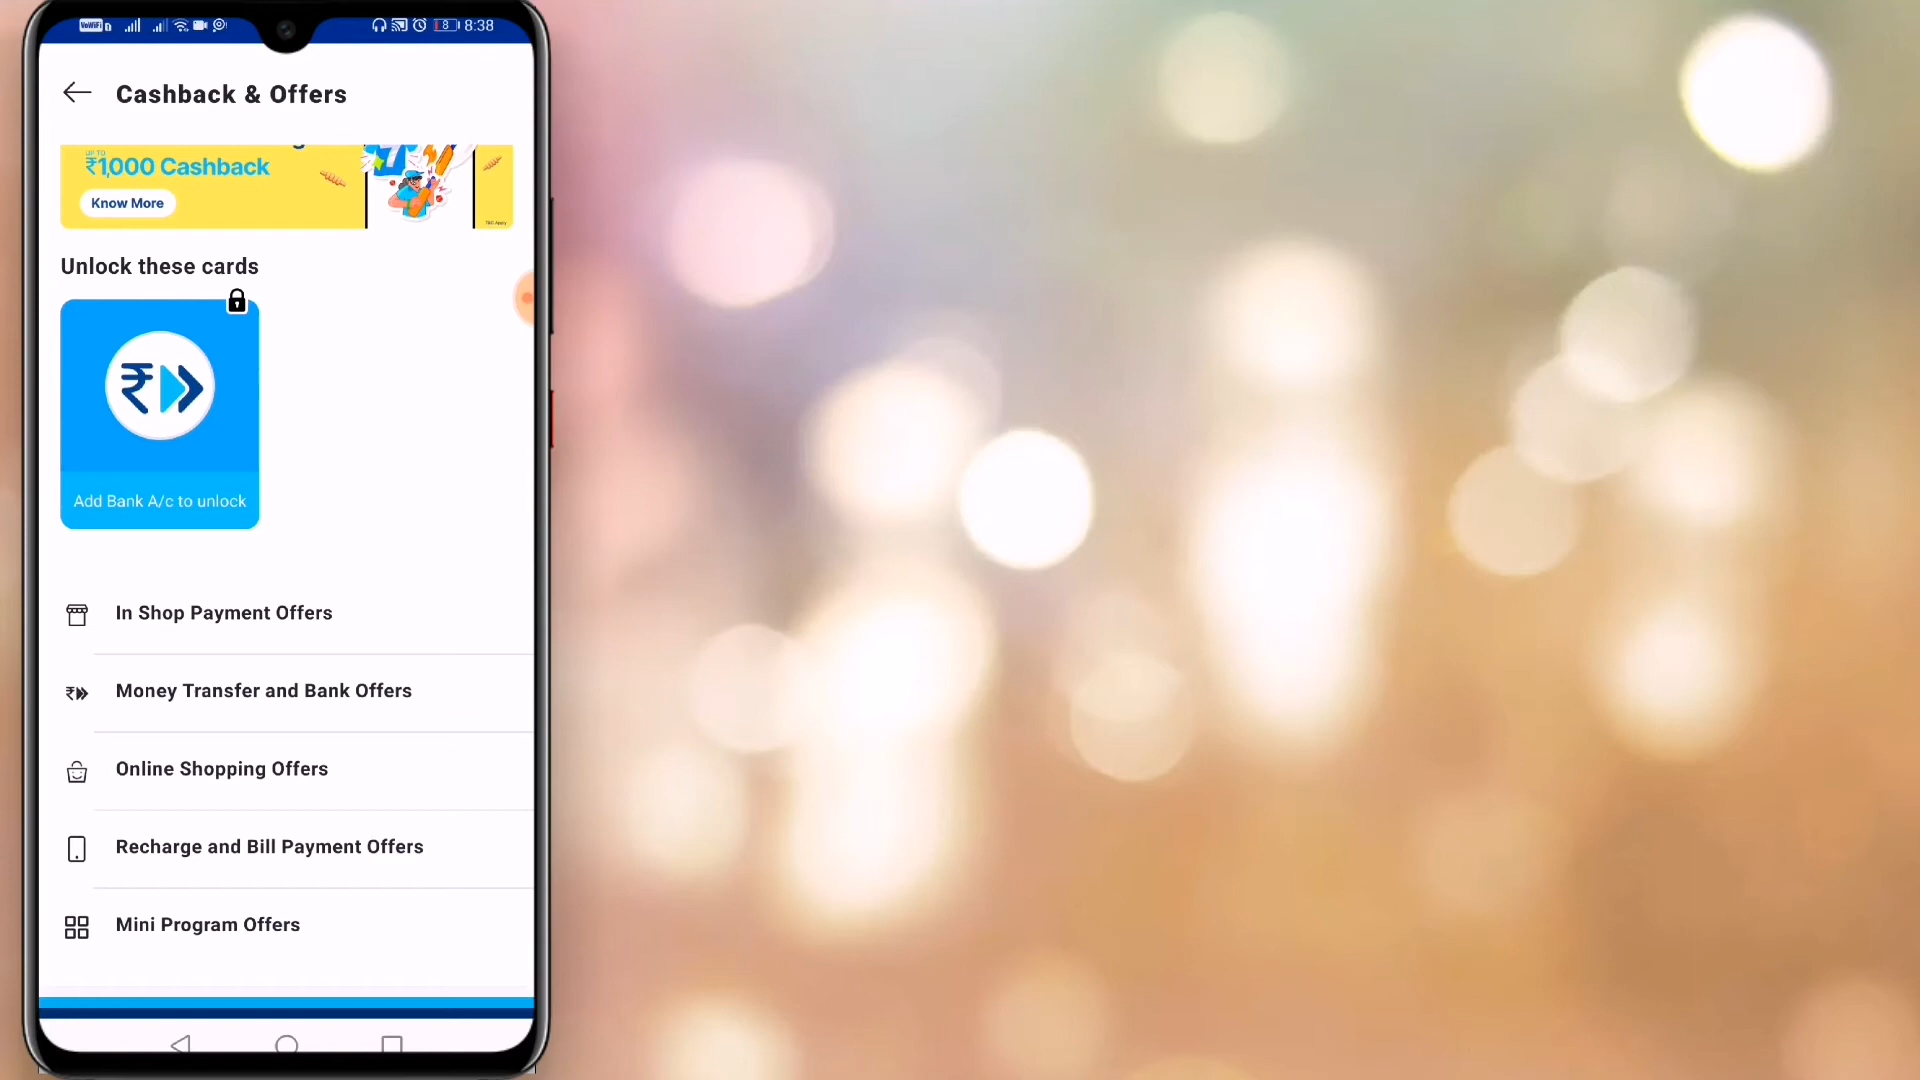 VoWiFi
8
8:38
Cashback & Offers
UP TO
₹1,000 Cashback
Know More
T&C Apply
Unlock these cards
₹
Add Bank A/c to unlock
In Shop Payment Offers
Money Transfer and Bank Offers
Online Shopping Offers
Recharge and Bill Payment Offers
Mini Program Offers